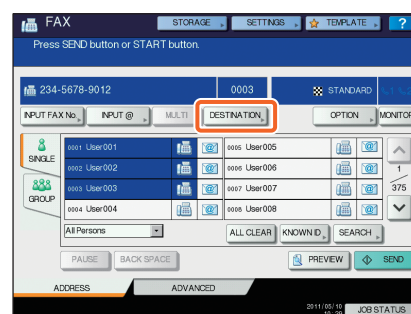 FAX STORAGE SETTINGS TEMPLATE ?
Press SEND button or START button.
234-5678-9012 0003 STANDARD
INPUT FAX No. INPUT @ MULTI DESTINATION OPTION MONITOR
SINGLE
GROUP
0001 User001 @ 0005 User005 @
0002 User002 @ 0006 User006 @
0003 User003 @ 0007 User007 @
0004 User004 @ 0008 User008 @
1
375
All Persons ALL CLEAR KNOWN ID SEARCH
PAUSE BACK SPACE PREVIEW SEND
ADDRESS ADVANCED
2011/05/10
JOB STATUS